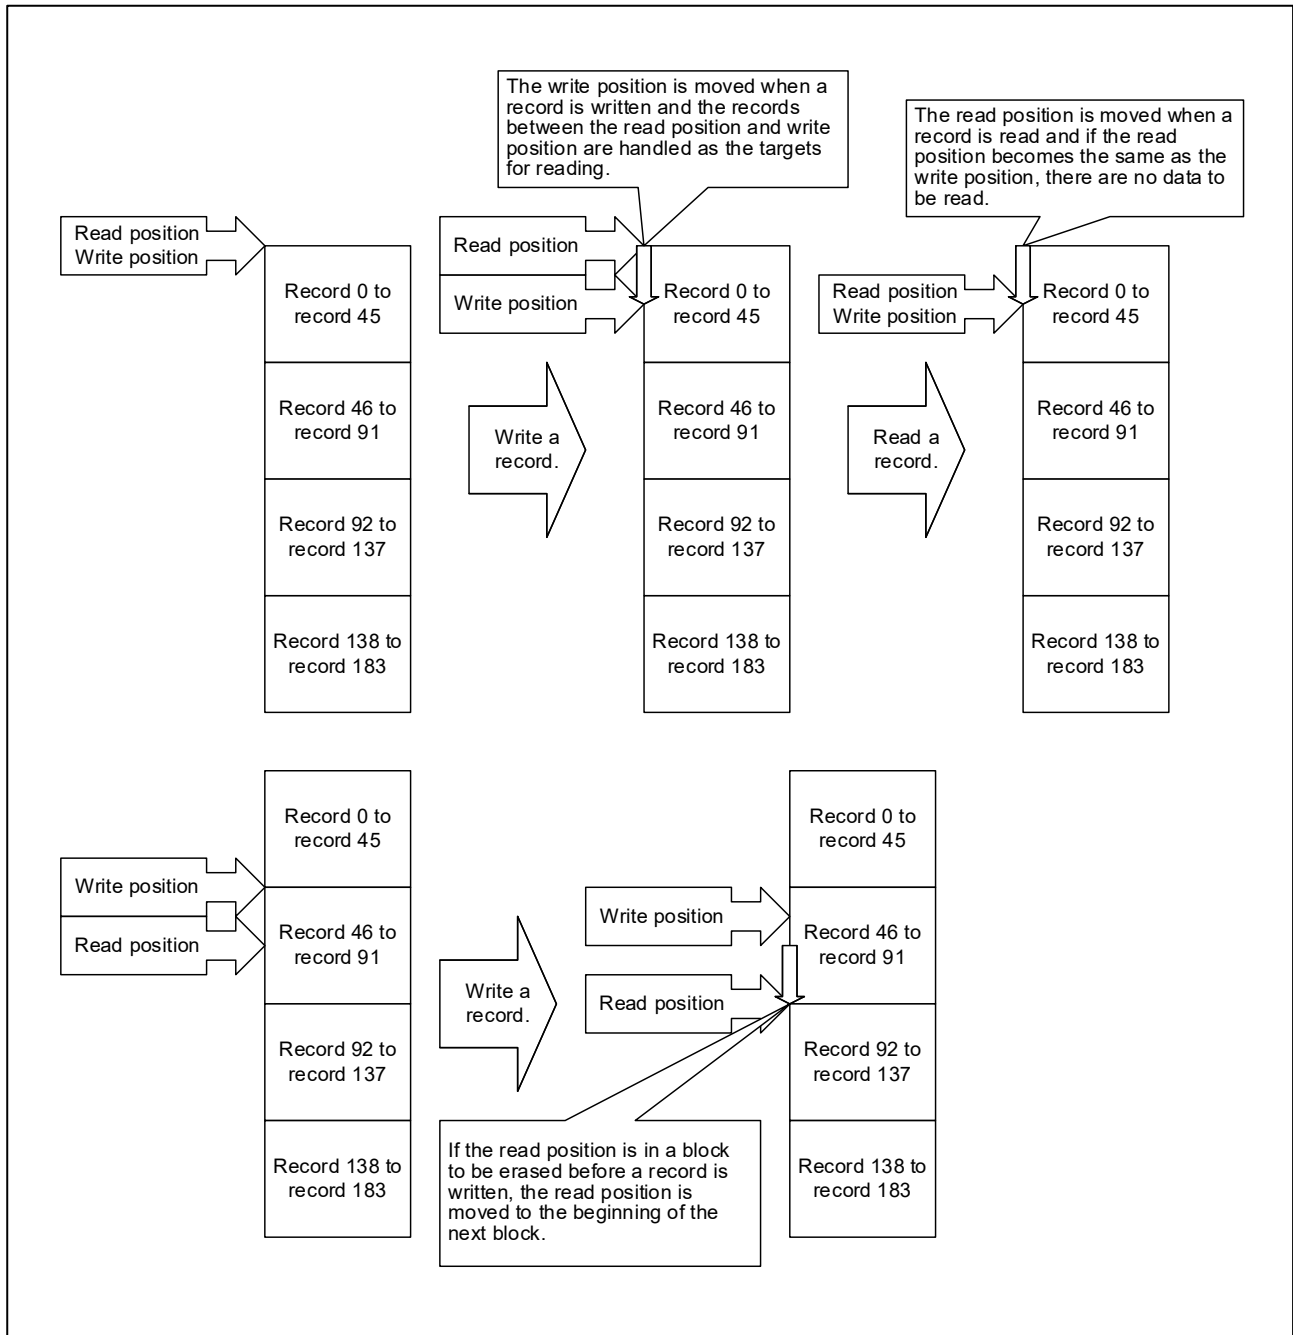 The write position is moved when a
record is written and the records
between the read position and write
position are handled as the targets
for reading.
The read position is moved when a
record is read and if the read
position becomes the same as the
write position, there are no data to
be read.
Read position
Write position
Record 0 to
record 45
Record 46 to
record 91
Record 92 to
record 137
Record 138 to
record 183
Write a
record.
Read position
Write position
Record 0 to
record 45
Record 46 to
record 91
Record 92 to
record 137
Record 138 to
record 183
Read a
record.
Read position
Write position
Record 0 to
record 45
Record 46 to
record 91
Record 92 to
record 137
Record 138 to
record 183
Write position
Read position
Record 0 to
record 45
Record 46 to
record 91
Record 92 to
record 137
Record 138 to
record 183
Write a
record.
Write position
Read position
Record 0 to
record 45
Record 46 to
record 91
Record 92 to
record 137
Record 138 to
record 183
If the read position is in a block
to be erased before a record is
written, the read position is
moved to the beginning of the
next block.